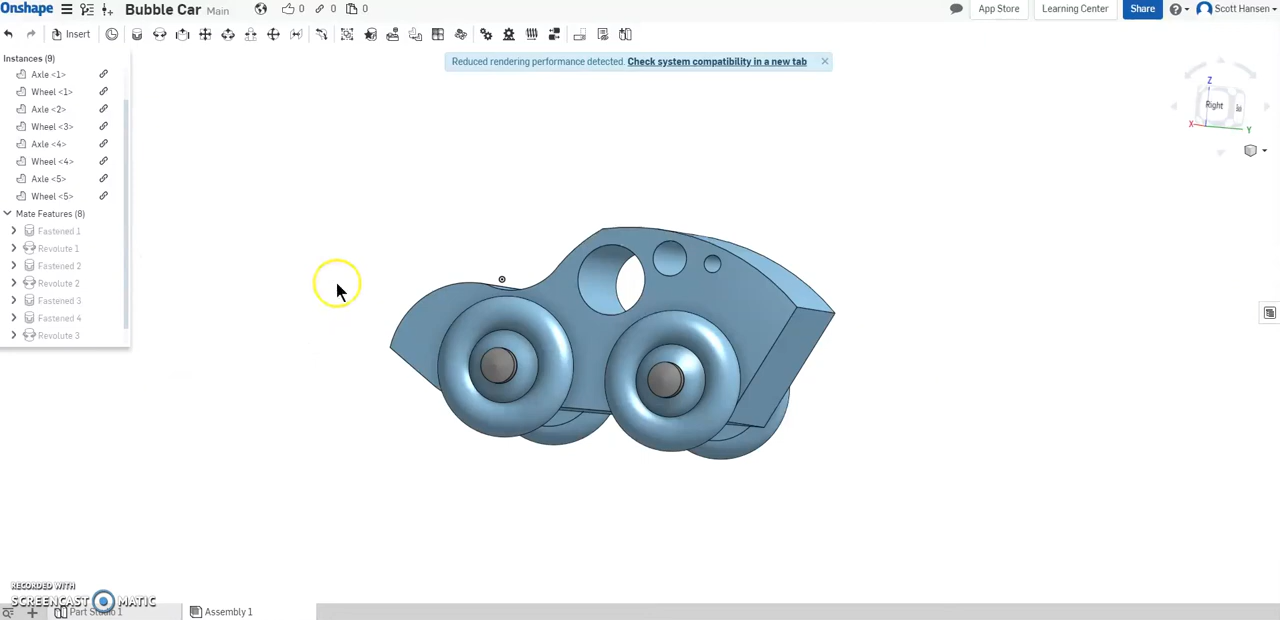 Onshape
Bubble Car Main
0
0
0
App Store
Learning Center
Share
Scott Hansen
Insert
Instances (9)
Axle <1>
Wheel <1>
Axle <2>
Wheel <3>
Axle <4>
Wheel <4>
Axle <5>
Wheel <5>
Mate Features (8)
Fastened 1
Revolute 1
Fastened 2
Revolute 2
Fastened 3
Fastened 4
Revolute 3
Reduced rendering performance detected. Check system compatibility in a new tab
Z
Right
X
Y
RECORDED WITH
SCREENCAST MATIC
Part Studio 1
Assembly 1